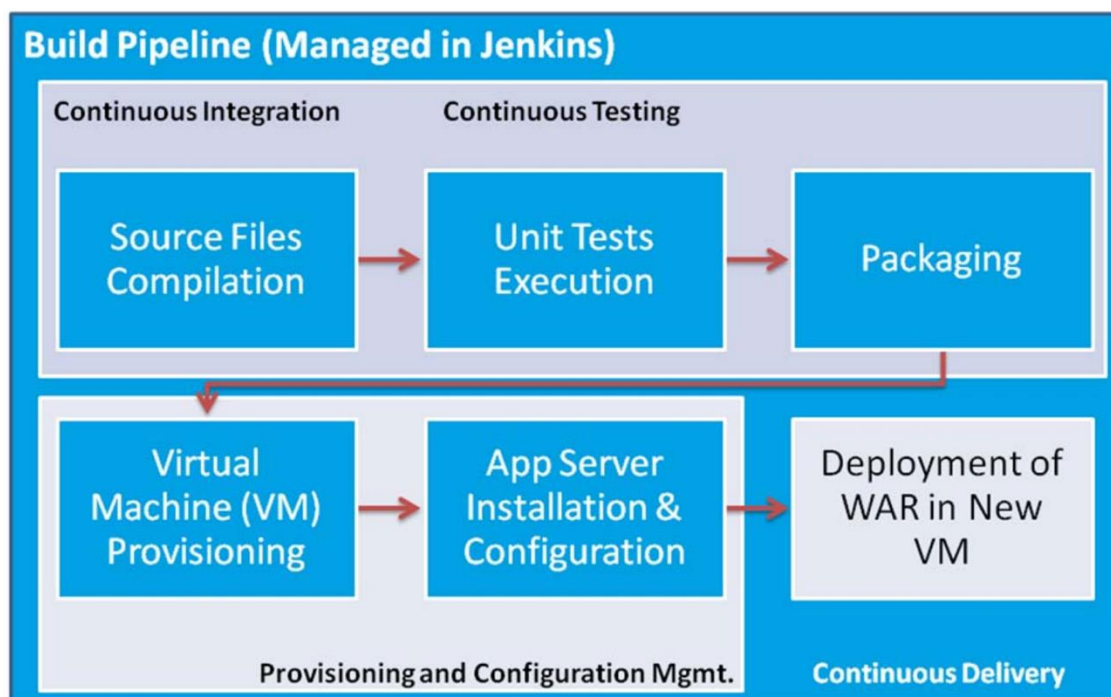 Build Pipeline (Managed in Jenkins)
Continuous Integration
Continuous Testing
Source Files
Compilation
Unit Tests
Execution
Packaging
Virtual
Machine (VM)
Provisioning
App Server
Installation &
Configuration
Deployment of
WAR in New
VM
Provisioning and Configuration Mgmt.
Continuous Delivery